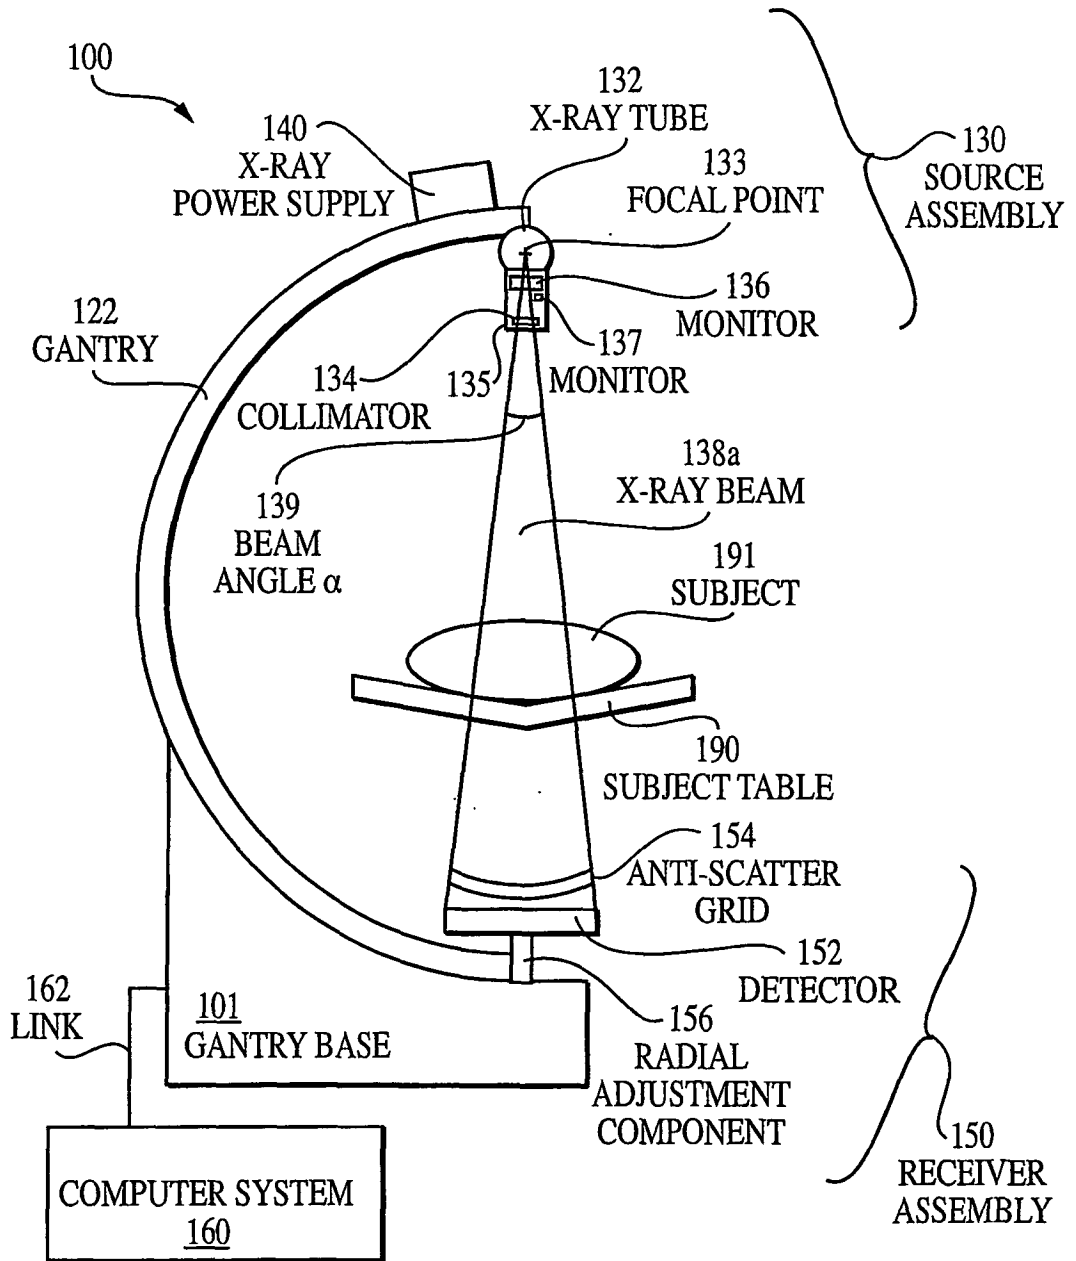 100
132
X-RAY TUBE
140
X-RAY
POWER SUPPLY
133
FOCAL POINT
130
SOURCE
ASSEMBLY
122
GANTRY
136
MONITOR
134
COLLIMATOR
135
137
MONITOR
139
BEAM
ANGLE α
138a
X-RAY BEAM
191
SUBJECT
190
SUBJECT TABLE
154
ANTI-SCATTER
GRID
152
DETECTOR
162
LINK
101
GANTRY BASE
156
RADIAL
ADJUSTMENT
COMPONENT
150
RECEIVER
ASSEMBLY
COMPUTER SYSTEM
160